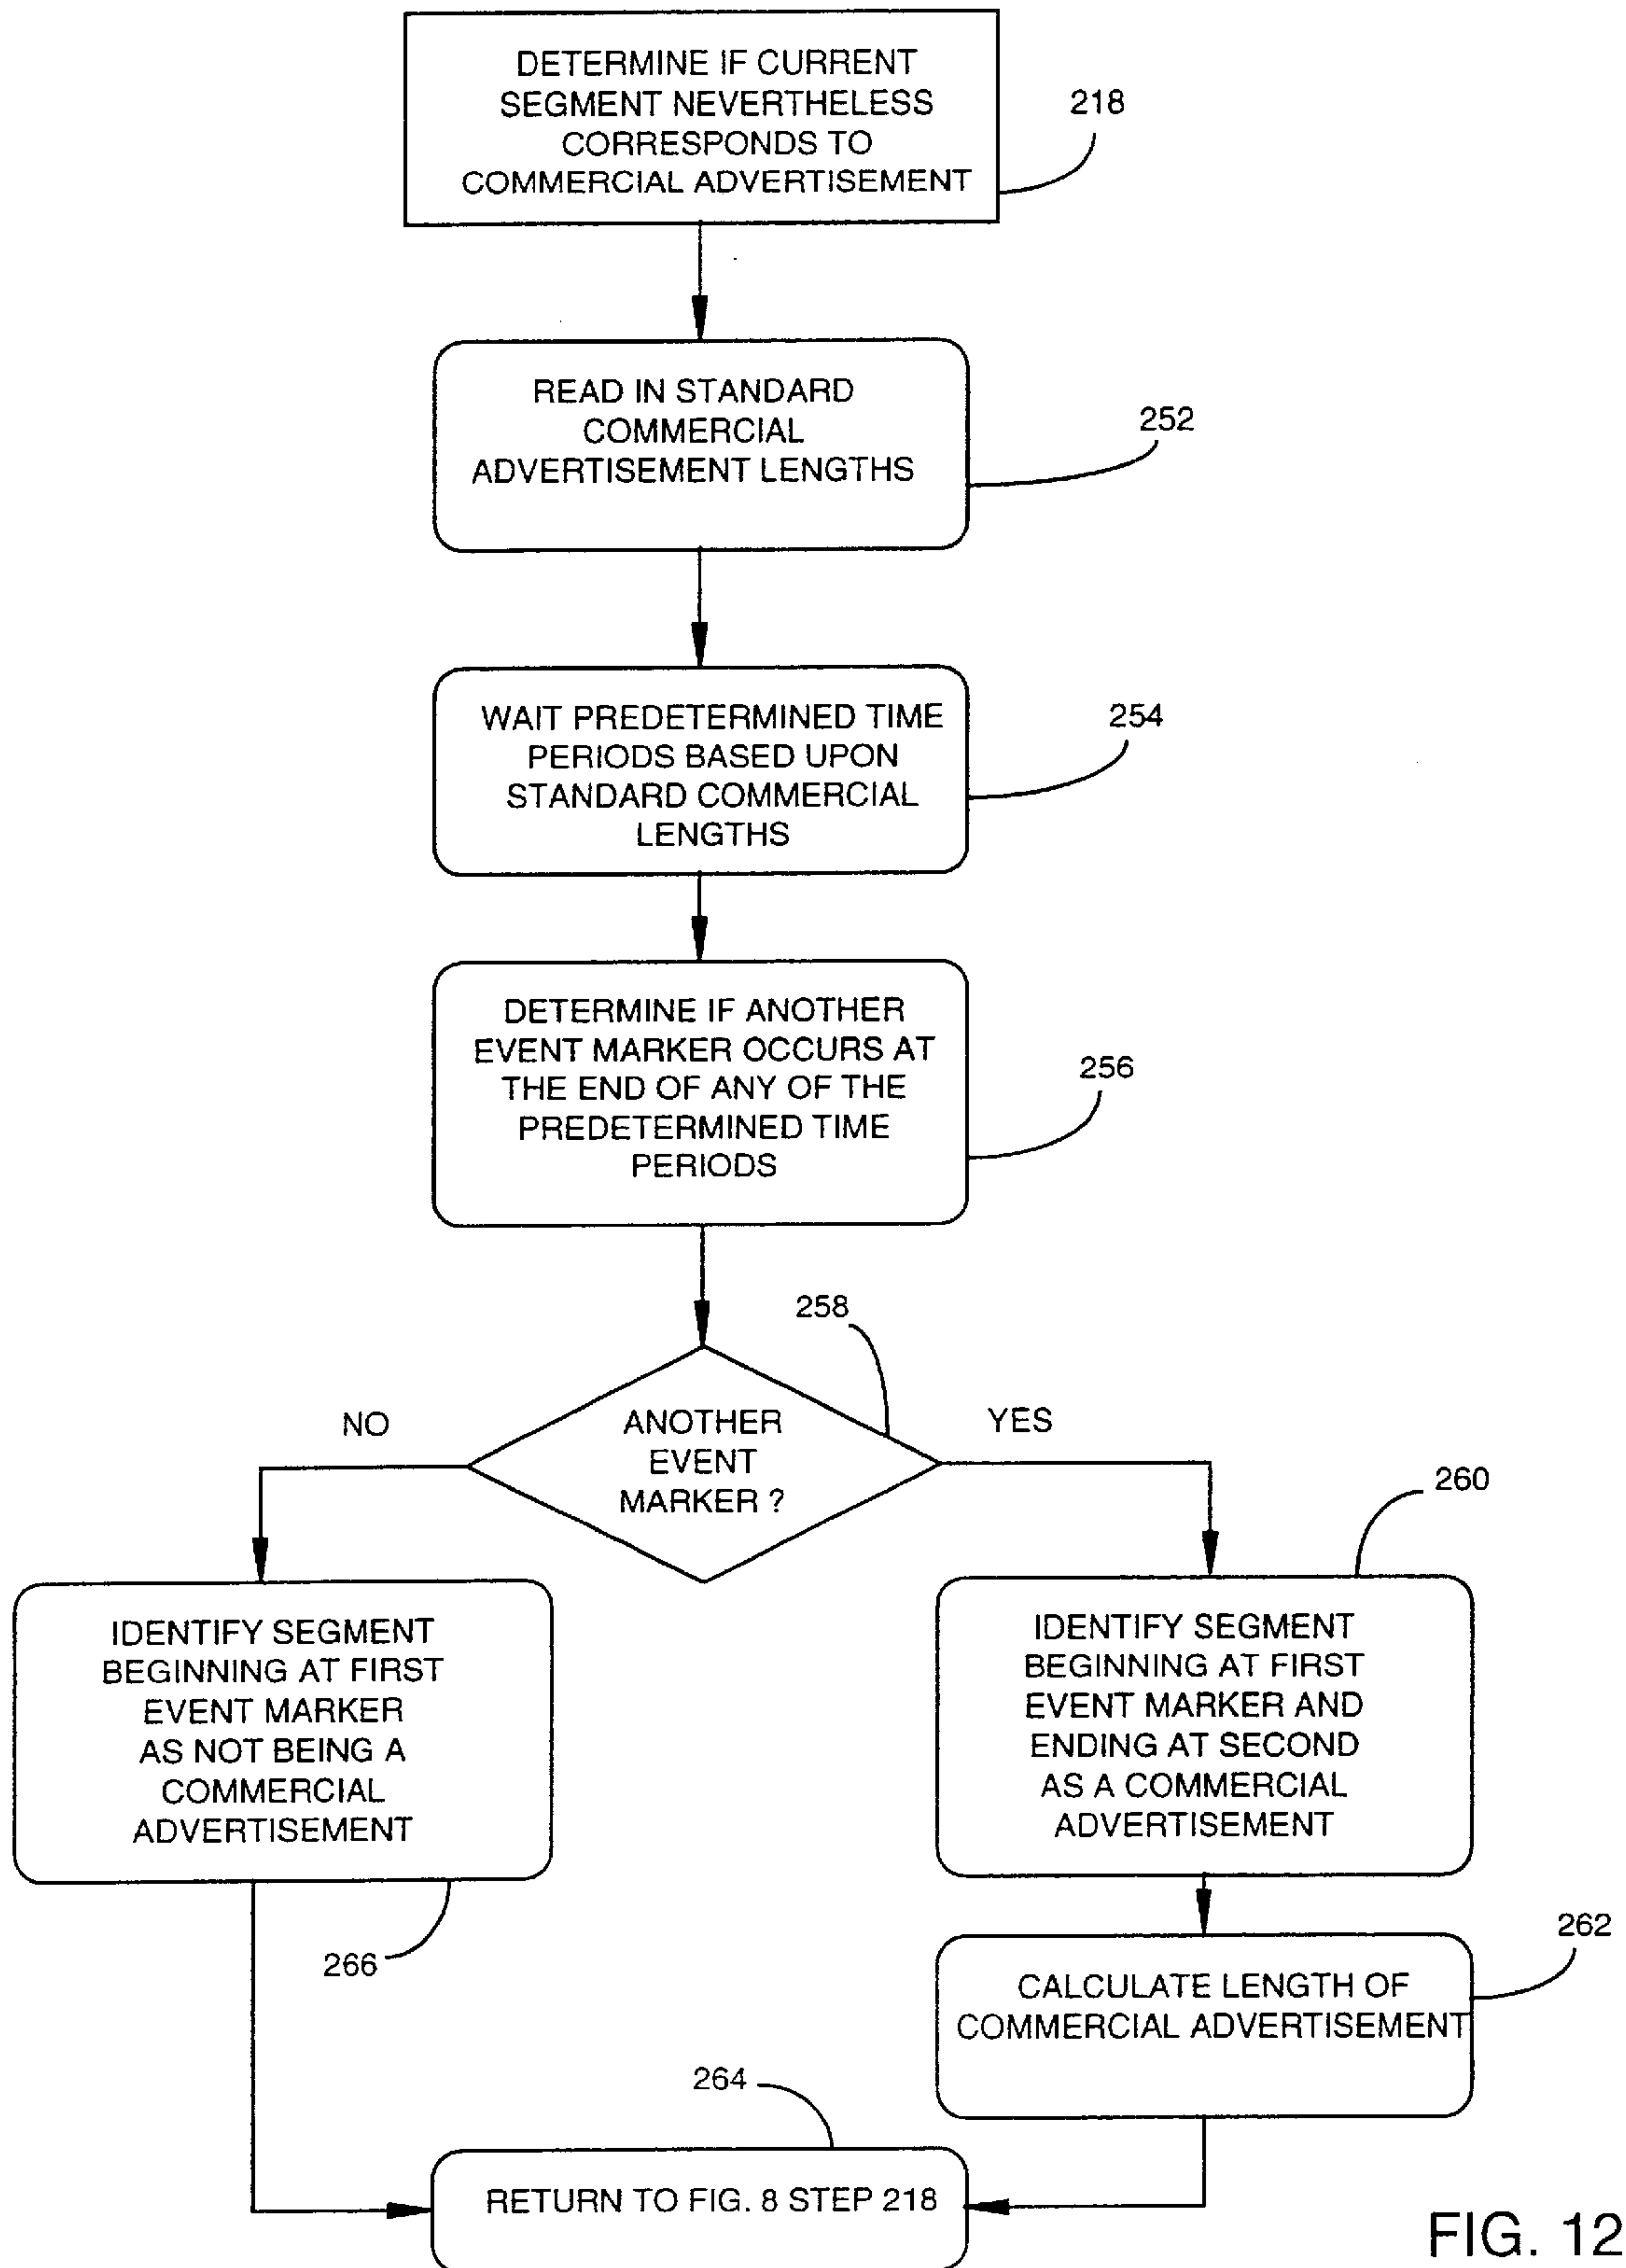 DETERMINE IF CURRENT
SEGMENT NEVERTHELESS
CORRESPONDS TO
COMMERCIAL ADVERTISEMENT
218
READ IN STANDARD
COMMERCIAL
ADVERTISEMENT LENGTHS
252
WAIT PREDETERMINED TIME
PERIODS BASED UPON
STANDARD COMMERCIAL
LENGTHS
254
DETERMINE IF ANOTHER
EVENT MARKER OCCURS AT
THE END OF ANY OF THE
PREDETERMINED TIME
PERIODS
256
258
ANOTHER
EVENT
MARKER ?
NO
YES
IDENTIFY SEGMENT
BEGINNING AT FIRST
EVENT MARKER
AS NOT BEING A
COMMERCIAL
ADVERTISEMENT
266
260
IDENTIFY SEGMENT
BEGINNING AT FIRST
EVENT MARKER AND
ENDING AT SECOND
AS A COMMERCIAL
ADVERTISEMENT
262
CALCULATE LENGTH OF
COMMERCIAL ADVERTISEMENT
264
RETURN TO FIG. 8 STEP 218
FIG. 12